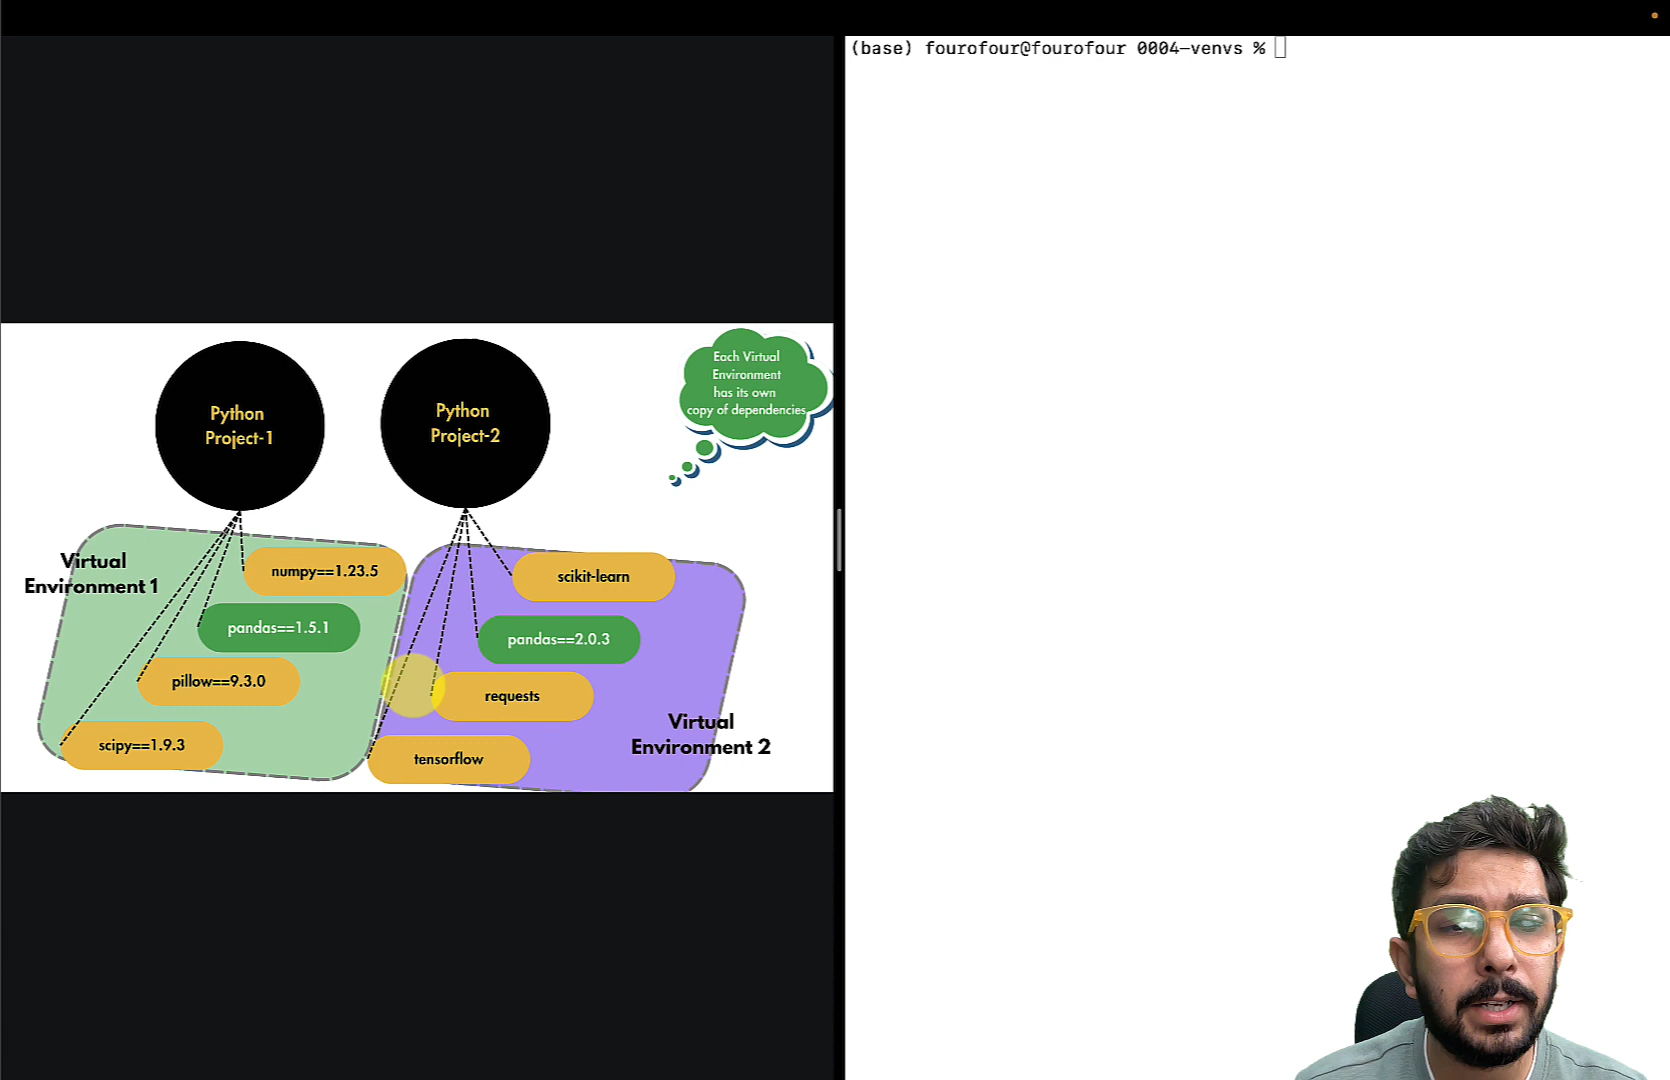 (base) fourofour@fourofour 0004-venvs %
Each Virtual
Environment
has its own
copy of dependencies
Python
Project-1
Python
Project-2
Virtual
Environment 1
numpy==1.23.5
pandas==1.5.1
pillow==9.3.0
scipy==1.9.3
scikit-learn
pandas==2.0.3
requests
tensorflow
Virtual
Environment 2